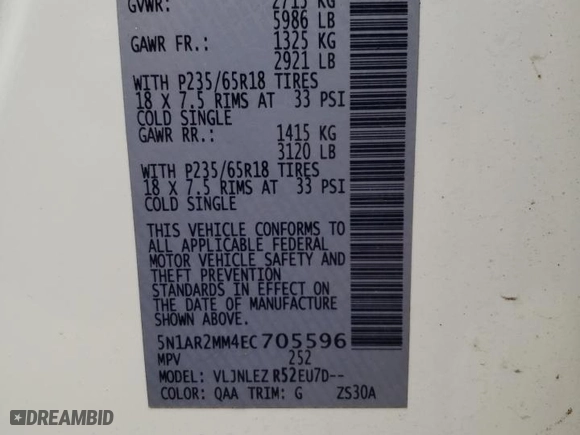 GVWR: 2715 KG
5986 LB
GAWR FR.: 1325 KG
2921 LB
WITH P235/65R18 TIRES
18 X 7.5 RIMS AT 33 PSI
COLD SINGLE
GAWR RR.: 1415 KG
3120 LB
WITH P235/65R18 TIRES
18 X 7.5 RIMS AT 33 PSI
COLD SINGLE
THIS VEHICLE CONFORMS TO
ALL APPLICABLE FEDERAL
MOTOR VEHICLE SAFETY AND
THEFT PREVENTION
STANDARDS IN EFFECT ON
THE DATE OF MANUFACTURE
SHOWN ABOVE.
5N1AR2MM4EC705596
MPV 252
MODEL: VLJNLEZ R52EU7D--
COLOR: QAA TRIM: G ZS30A
DREAMBID